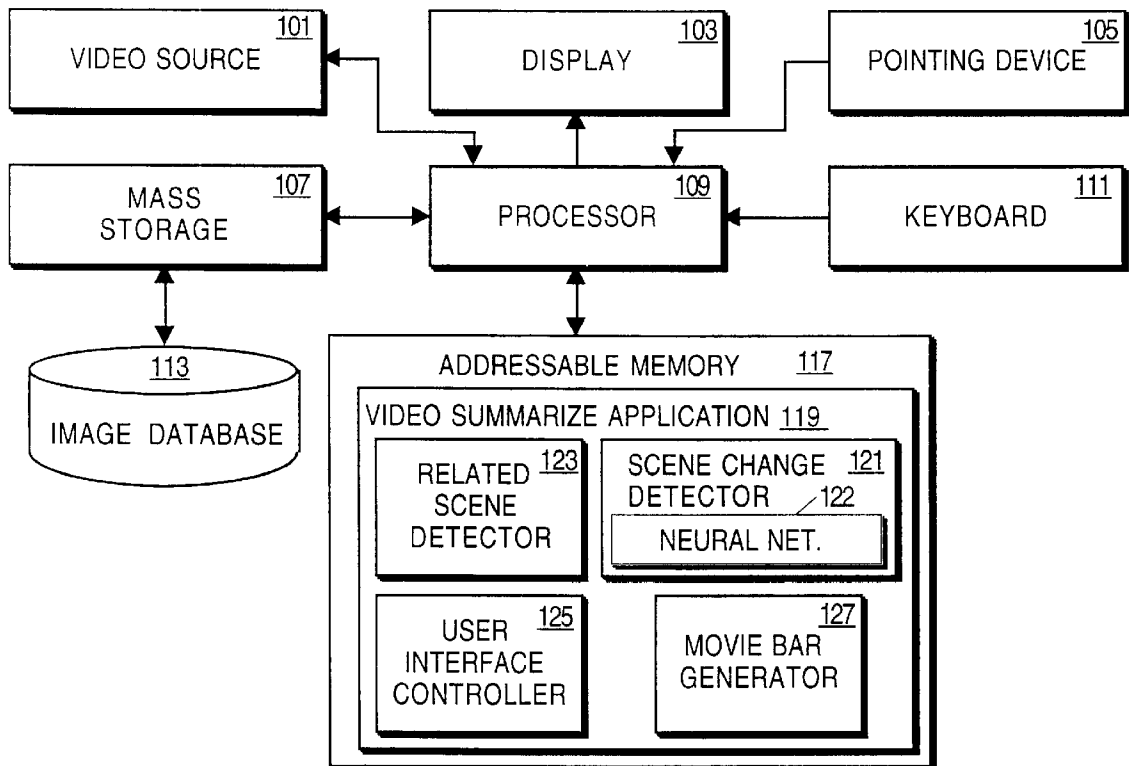 101
VIDEO SOURCE
103
DISPLAY
105
POINTING DEVICE
107
MASS
STORAGE
109
PROCESSOR
111
KEYBOARD
113
IMAGE DATABASE
ADDRESSABLE MEMORY 117
VIDEO SUMMARIZE APPLICATION 119
123
RELATED
SCENE
DETECTOR
SCENE CHANGE 121
DETECTOR
122
NEURAL NET.
125
USER
INTERFACE
CONTROLLER
127
MOVIE BAR
GENERATOR